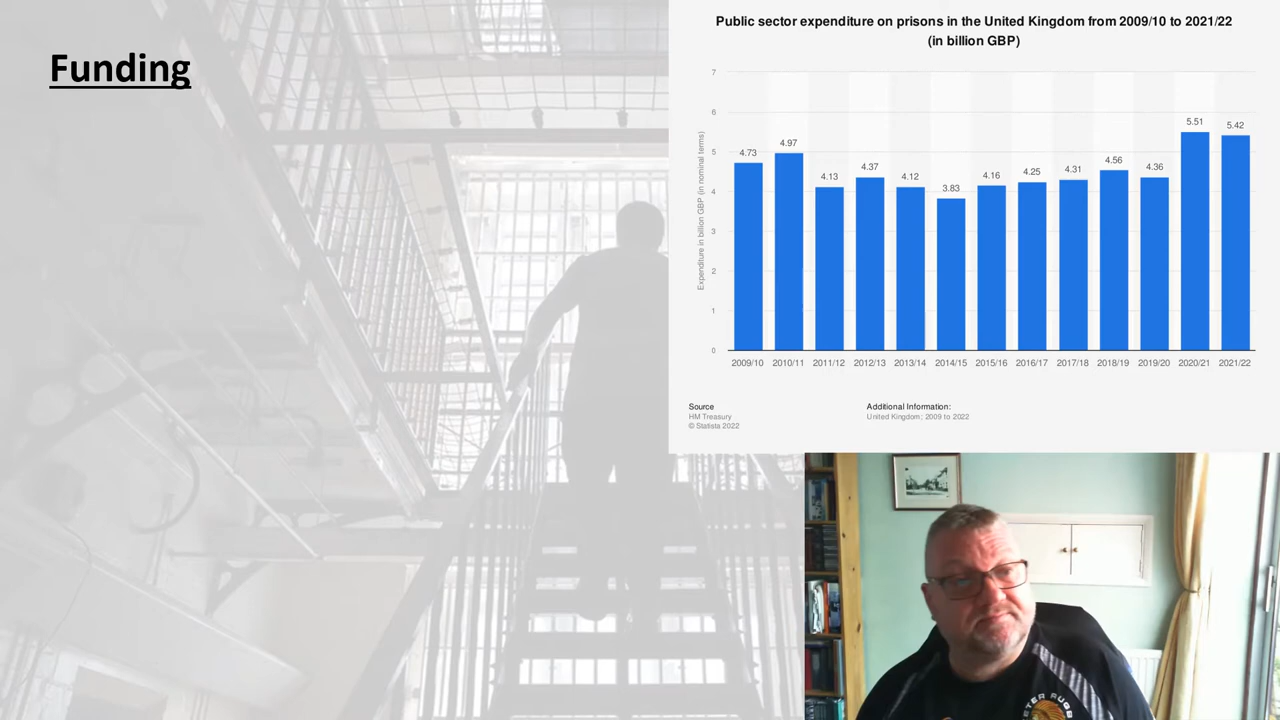 Funding
Public sector expenditure on prisons in the United Kingdom from 2009/10 to 2021/22
(in billion GBP)
Expenditure in billion GBP (in nominal terms)
7
6
5
4
3
2
1
0
4.73
4.97
4.13
4.37
4.12
3.83
4.16
4.25
4.31
4.56
4.36
5.51
5.42
2009/10 2010/11 2011/12 2012/13 2013/14 2014/15 2015/16 2016/17 2017/18 2018/19 2019/20 2020/21 2021/22
Source
HM Treasury
© Statista 2022
Additional Information:
United Kingdom; 2009 to 2022